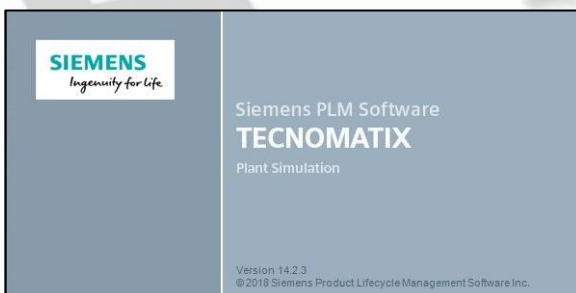 SIEMENS
Ingenuity for life
Siemens PLM Software
TECNOMATIX
Plant Simulation
Version 14.2.3
© 2018 Siemens Product Lifecycle Management Software Inc.